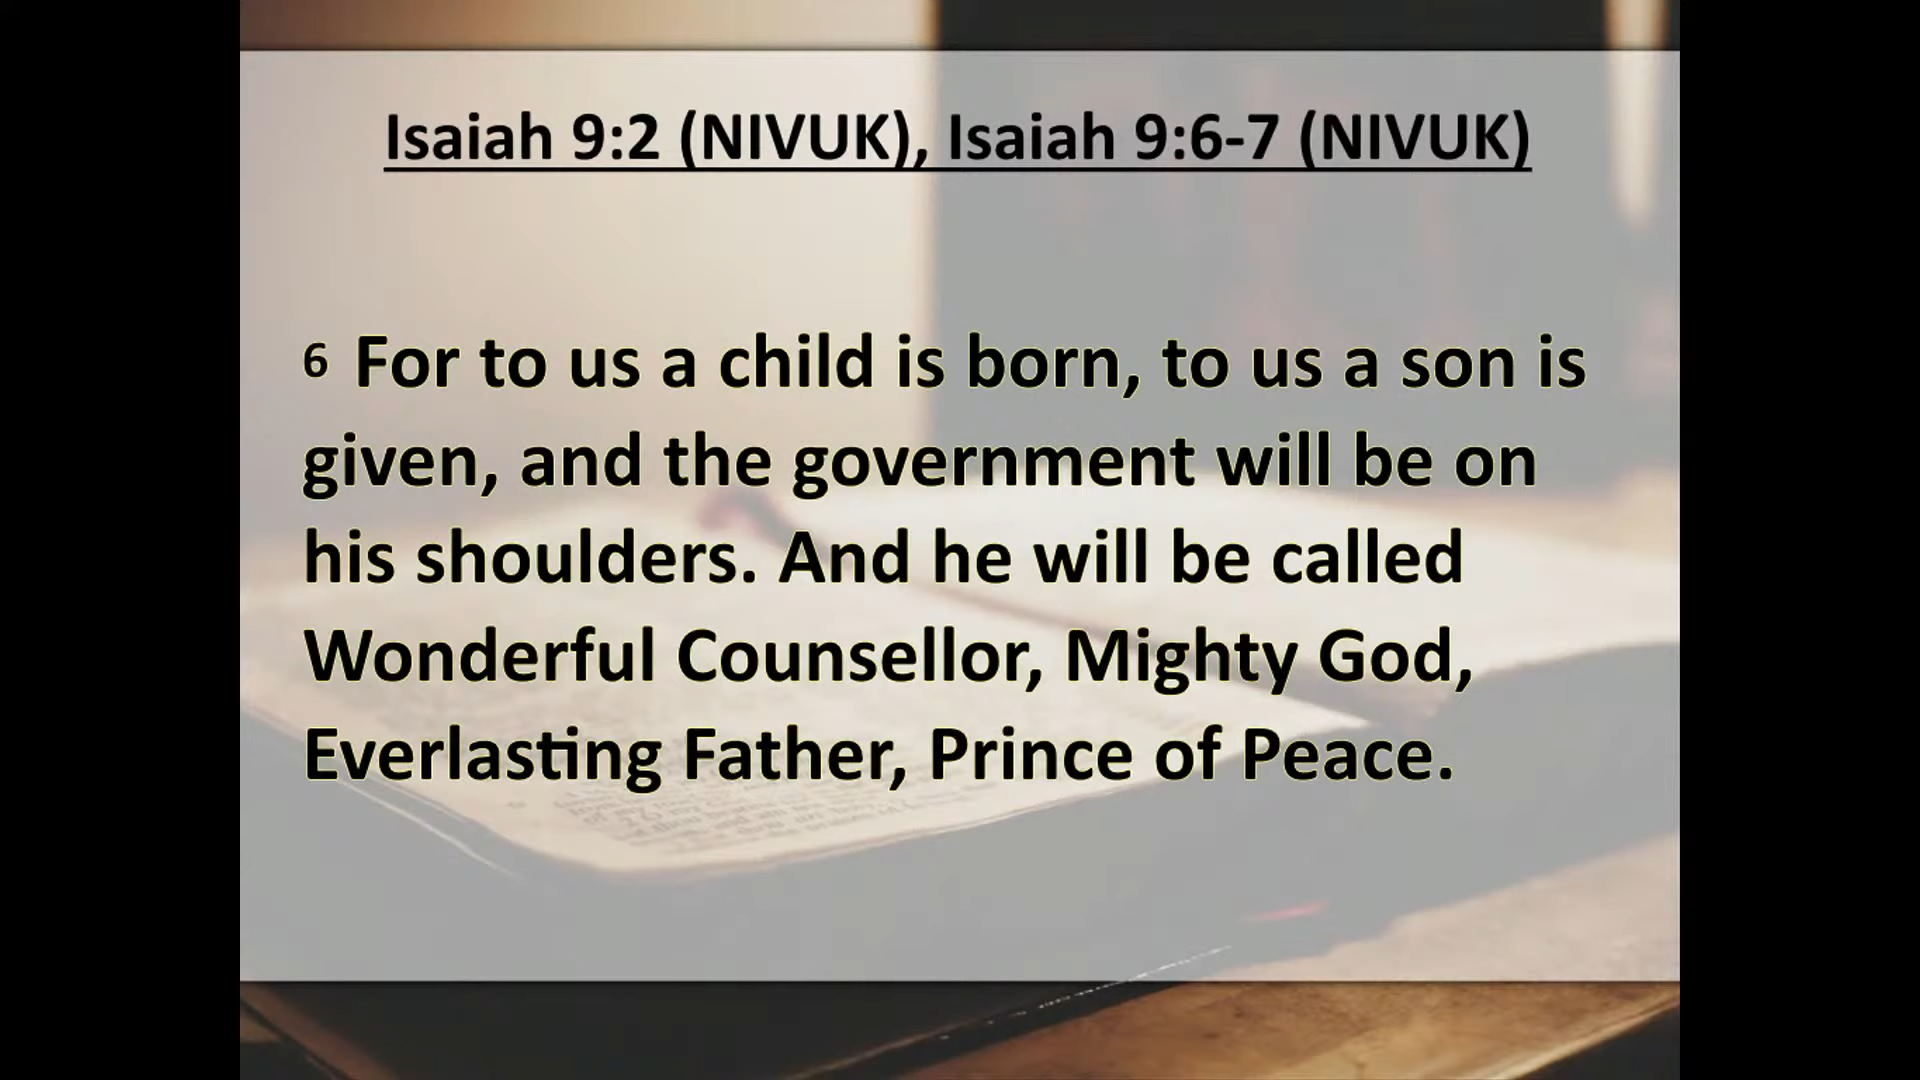 Isaiah 9:2 (NIVUK), Isaiah 9:6-7 (NIVUK)
6 For to us a child is born, to us a son is
given, and the government will be on
his shoulders. And he will be called
Wonderful Counsellor, Mighty God,
Everlasting Father, Prince of Peace.